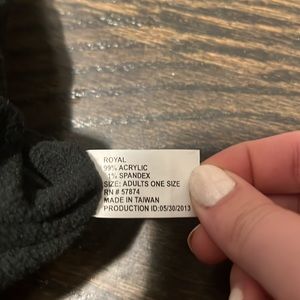 ROYAL
99% ACRYLIC
1% SPANDEX
SIZE: ADULTS ONE SIZE
RN # 57874
MADE IN TAIWAN
PRODUCTION ID:05/30/2013